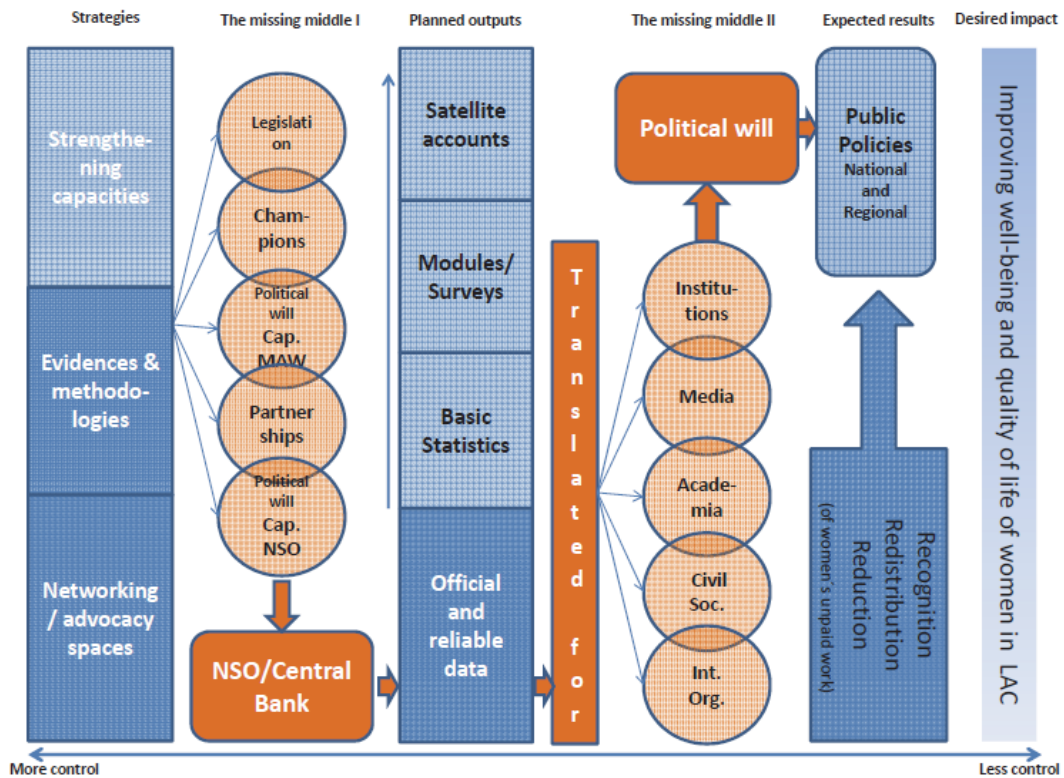 Strategies
The missing middle I
Planned outputs
The missing middle II
Expected results
Desired impact
Strengthe-
ning
capacities
Evidences &
methodo-
logies
Networking
/ advocacy
spaces
Legislati
on
Cham-
pions
Political
will
Cap.
MAW
Partner
ships
Political
will
Cap.
NSO
NSO/Central
Bank
Satellite
accounts
Modules/
Surveys
Basic
Statistics
Official
and
reliable
data
Translated for
Political will
Institu-
tions
Media
Acade-
mia
Civil
Soc.
Int.
Org.
Public
Policies
National
and
Regional
Recognition
Redistribution
Reduction
(of women´s unpaid work)
Improving well-being and quality of life of women in LAC
More control
Less control